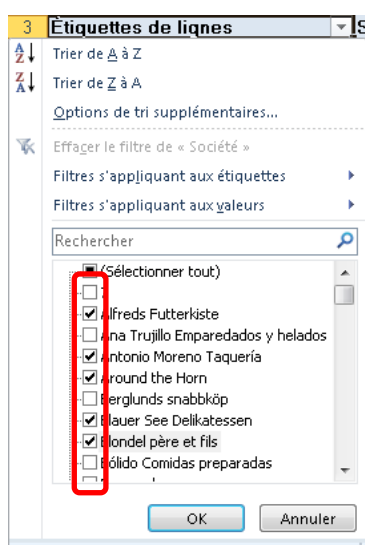 3 Étiquettes de lignes
Trier de A à Z
Trier de Z à A
Options de tri supplémentaires...
Effacer le filtre de « Société »
Filtres s'appliquant aux étiquettes
Filtres s'appliquant aux valeurs
Rechercher
(Sélectionner tout)
Alfreds Futterkiste
Ana Trujillo Emparedados y helados
Antonio Moreno Taquería
Around the Horn
Berglunds snabbköp
Blauer See Delikatessen
Blondel père et fils
Bólido Comidas preparadas
OK Annuler